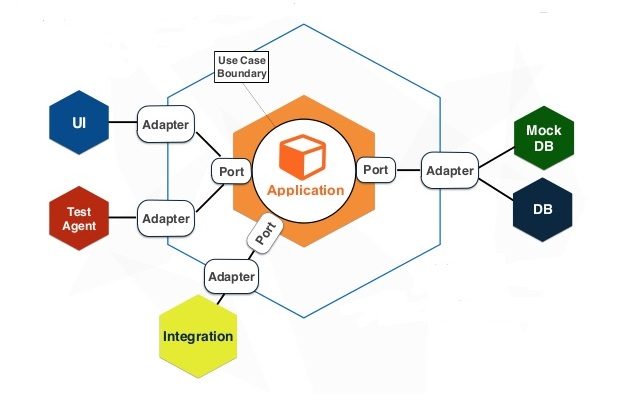 Use Case
Boundary
UI
Adapter
Mock
DB
Port
Port
Adapter
Application
Test
Agent
Adapter
DB
Port
Adapter
Integration